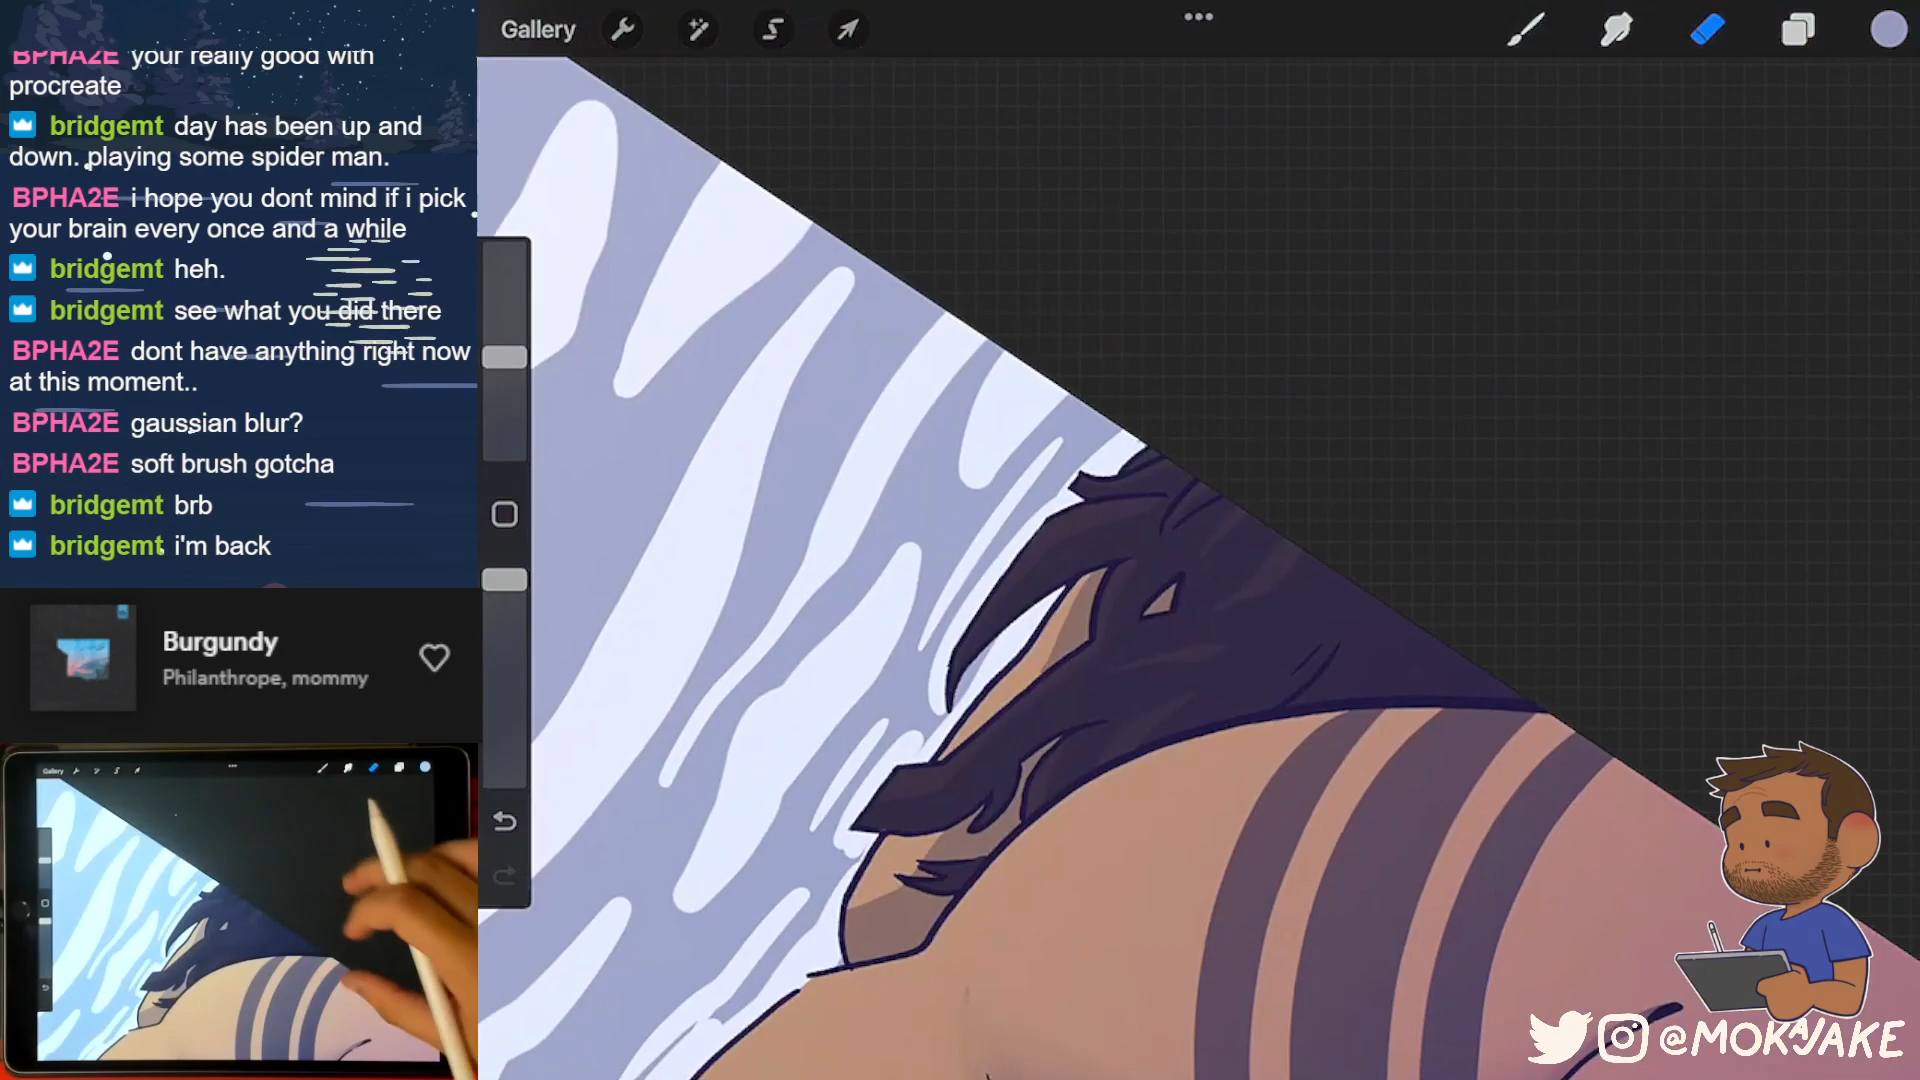 BPHA2E your really good with
procreate
bridgemt day has been up and
down. playing some spider man.
BPHA2E i hope you dont mind if i pick
your brain every once and a while
bridgemt heh.
bridgemt see what you did there
BPHA2E dont have anything right now
at this moment..
BPHA2E gaussian blur?
BPHA2E soft brush gotcha
bridgemt brb
bridgemt i'm back
Burgundy
Philanthrope, mommy
Gallery
Gallery
@MOKAJAKE